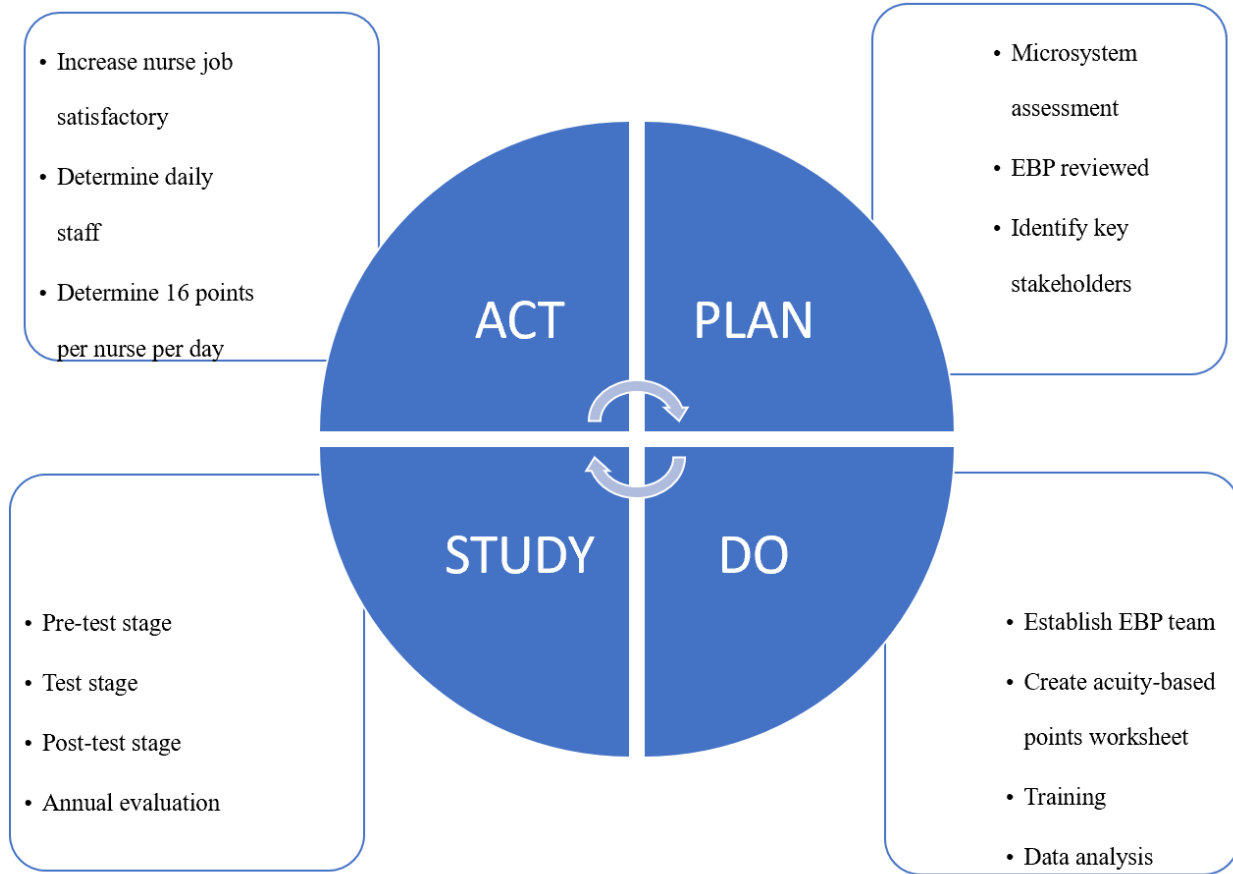 • Increase nurse job
satisfactory
• Determine daily
staff
• Determine 16 points
per nurse per day
• Microsystem
assessment
• EBP reviewed
• Identify key
stakeholders
ACT
PLAN
STUDY
DO
• Pre-test stage
• Test stage
• Post-test stage
• Annual evaluation
• Establish EBP team
• Create acuity-based
points worksheet
• Training
• Data analysis